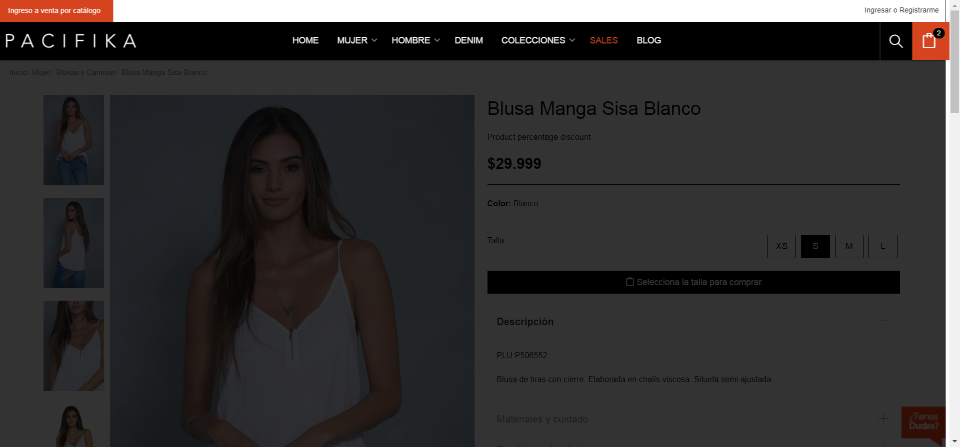 Ingreso a venta por catálogo
Ingresar o Registrarme
PACIFIKA
HOME MUJER HOMBRE DENIM COLECCIONES SALES BLOG
2
Inicio Mujer Blusas y Camisas Blusa Manga Sisa Blanco
Blusa Manga Sisa Blanco
Product percentage discount
$29.999
Color: Blanco
Talla
XS S M L
Selecciona la talla para comprar
Descripción
PLU:P508552
Blusa de tiras con cierre. Elaborada en chalis viscosa. Silueta semi ajustada
Materiales y cuidado
¿Tienes
Dudas?